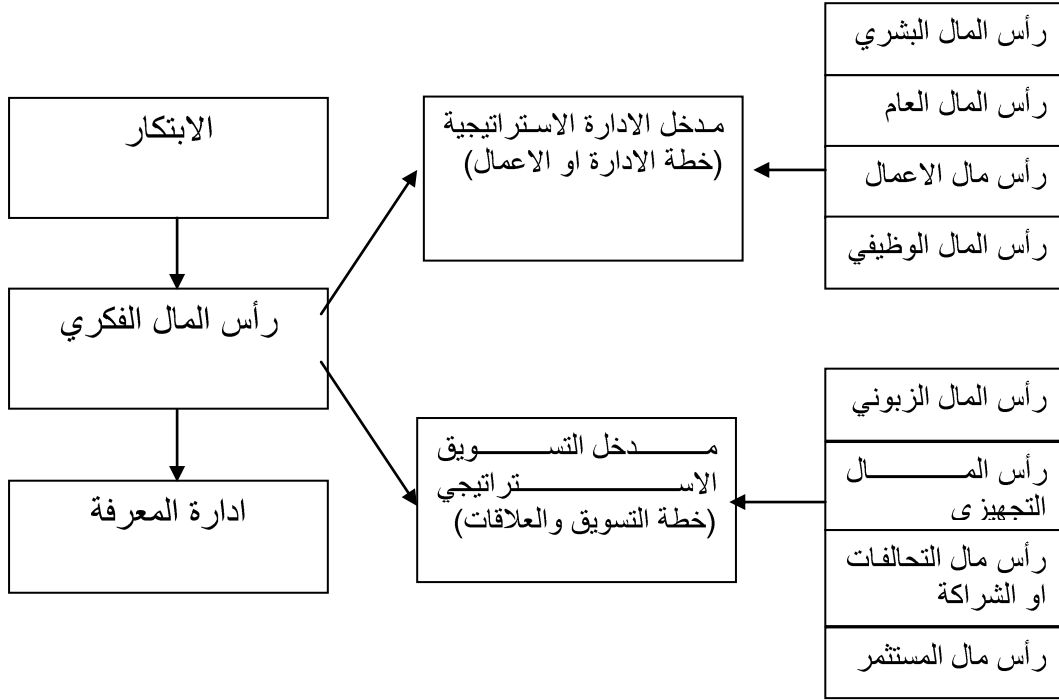 رأس المال البشري
رأس المال العام
رأس مال الاعمال
رأس المال الوظيفي
مدخل الادارة الاستراتيجية
(خطة الادارة او الاعمال)
الابتكار
رأس المال الفكري
ادارة المعرفة
رأس المال الزبوني
رأس المال
التجهيزي
رأس مال التحالفات
او الشراكة
رأس مال المستثمر
مدخل التسويق
الاستراتيجي
(خطة التسويق والعلاقات)